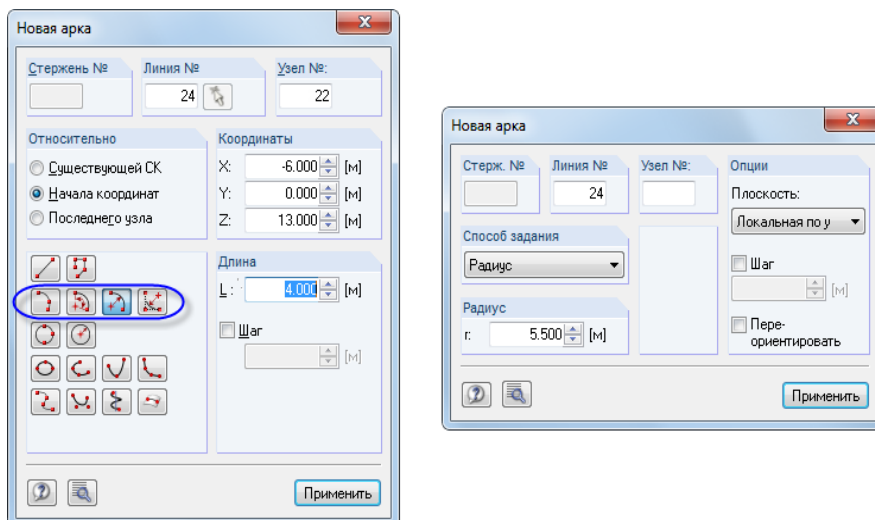 Новая арка
Стержень № Линия № Узел №:
24 22
Относительно Координаты
Существующей СК X: -6.000 [м]
Начала координат Y: 0.000 [м]
Последнего узла Z: 13.000 [м]
Длина
L: 4.000 [м]
Шаг
[м]
Применить
Новая арка
Стерж. № Линия № Узел №: Опции
24 Плоскость:
Локальная по y
Способ задания
Радиус Шаг
[м]
Радиус
r: 5.500 [м] Пере-
ориентировать
Применить